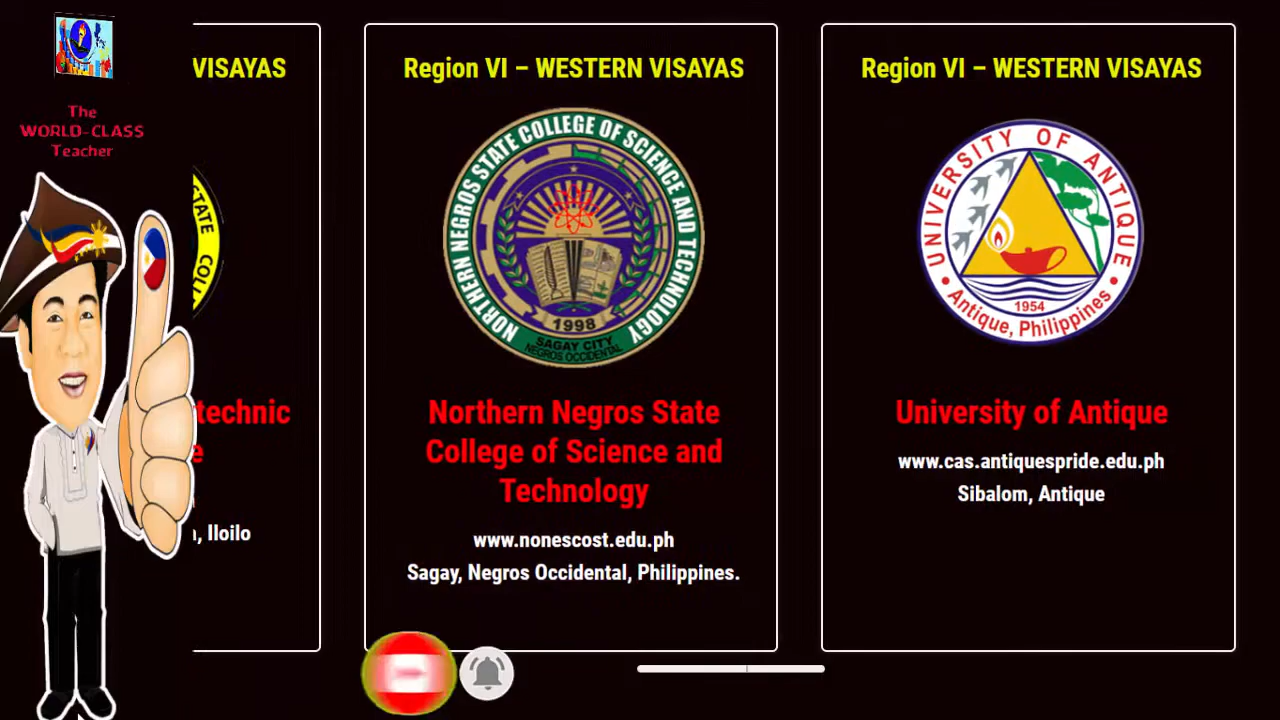 The
WORLD-CLASS
Teacher
VISAYAS
STATE COLL
technic
e
, Iloilo
Region VI – WESTERN VISAYAS
NORTHERN NEGROS STATE COLLEGE OF SCIENCE AND TECHNOLOGY
1998
SAGAY CITY
NEGROS OCCIDENTAL
Northern Negros State
College of Science and
Technology
www.nonescost.edu.ph
Sagay, Negros Occidental, Philippines.
Region VI – WESTERN VISAYAS
UNIVERSITY OF ANTIQUE
1954
Antique, Philippines
University of Antique
www.cas.antiquespride.edu.ph
Sibalom, Antique